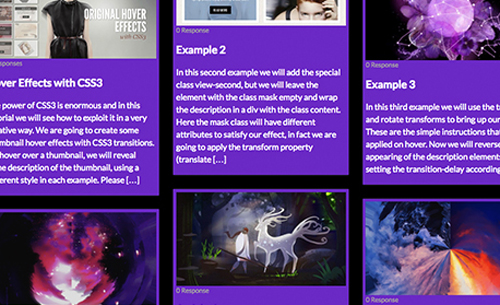 ORIGINAL HOVER
EFFECTS
with CSS3
sponses
ver Effects with CSS3
e power of CSS3 is enormous and in this
orial we will see how to exploit it in a very
ative way. We are going to create some
mbnail hover effects with CSS3 transitions.
hover over a thumbnail, we will reveal
e description of the thumbnail, using a
erent style in each example. Please [...]
0 Response
Example 2
In this second example we will add the special
class view-second, but we will leave the
element with the class mask empty and wrap
the description in a div with the class content.
Here the mask class will have different
attributes to satisfy our effect, in fact we are
going to apply the transform property
(translate [...]
0 Response
0 Response
Example 3
In this third example we will use the t
and rotate transforms to bring up our
These are the simple instructions that
applied on hover. Now we will reverse
appearing of the description elements
setting the transition-delay according
0 Response